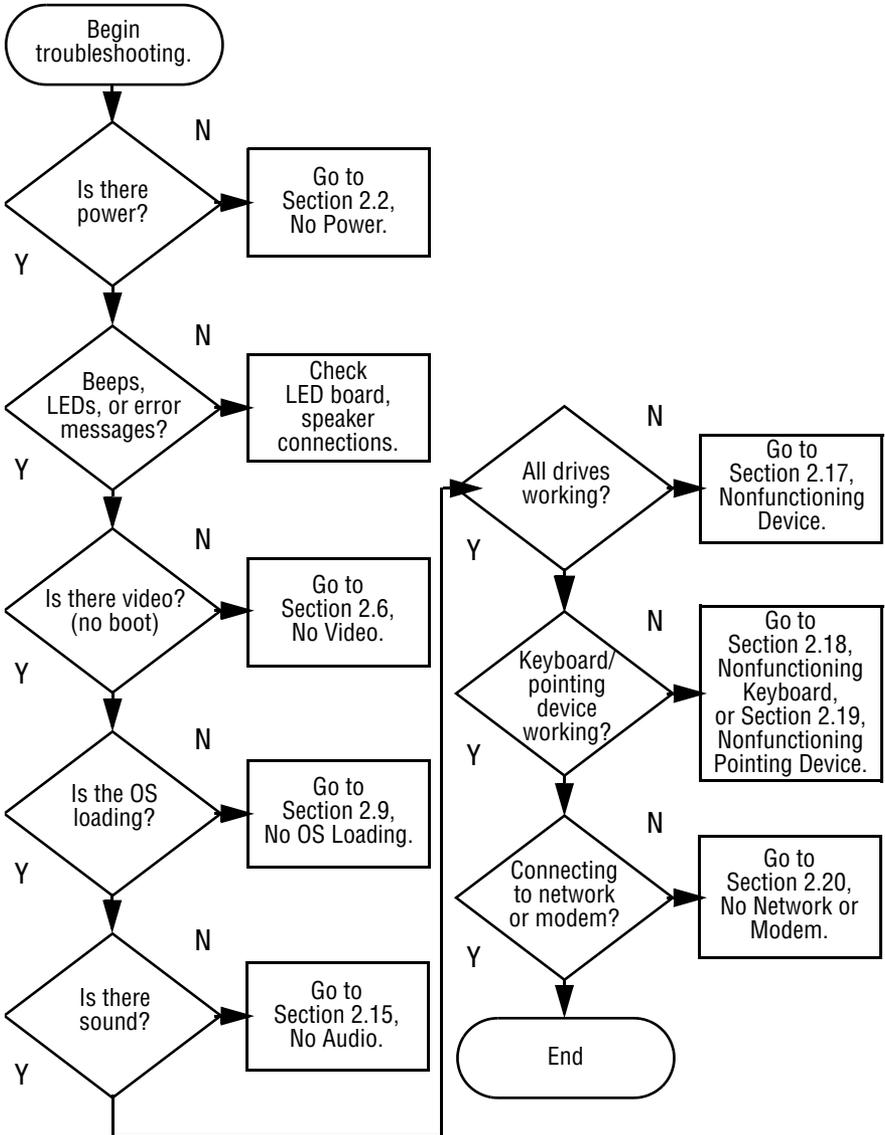 Begin
troubleshooting.
N
Is there
power?
Go to
Section 2.2,
No Power.
Y
N
Beeps,
LEDs, or error
messages?
Check
LED board,
speaker
connections.
Y
N
Is there video?
(no boot)
Go to
Section 2.6,
No Video.
Y
N
Is the OS
loading?
Go to
Section 2.9,
No OS Loading.
Y
N
Is there
sound?
Go to
Section 2.15,
No Audio.
Y
N
All drives
working?
Go to
Section 2.17,
Nonfunctioning
Device.
Y
N
Keyboard/
pointing
device
working?
Go to
Section 2.18,
Nonfunctioning
Keyboard,
or Section 2.19,
Nonfunctioning
Pointing Device.
Y
N
Connecting
to network
or modem?
Go to
Section 2.20,
No Network or
Modem.
Y
End